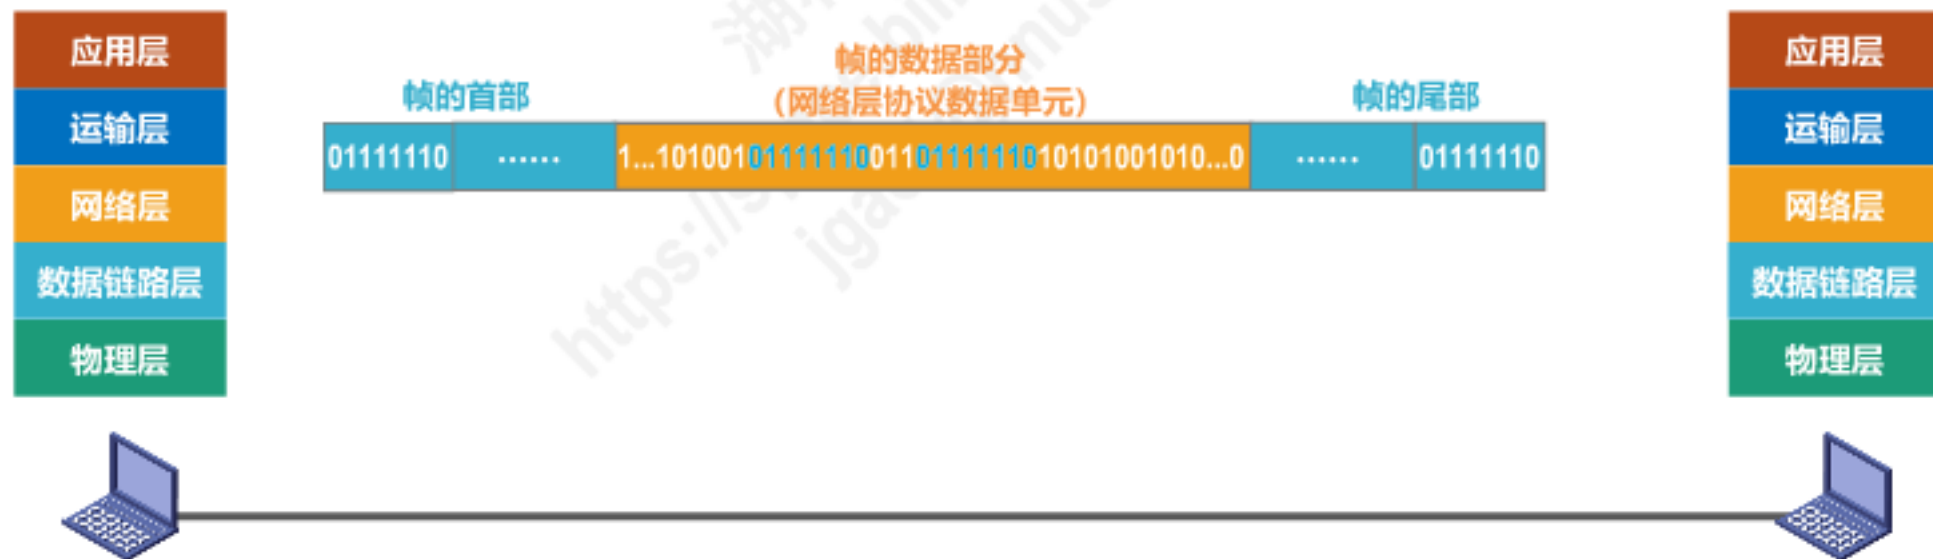 应用层
运输层
网络层
数据链路层
物理层
帧的首部
帧的数据部分
(网络层协议数据单元)
帧的尾部
01111110
······
1...1010010111111001101111111010101001010...0
······
01111110
应用层
运输层
网络层
数据链路层
物理层